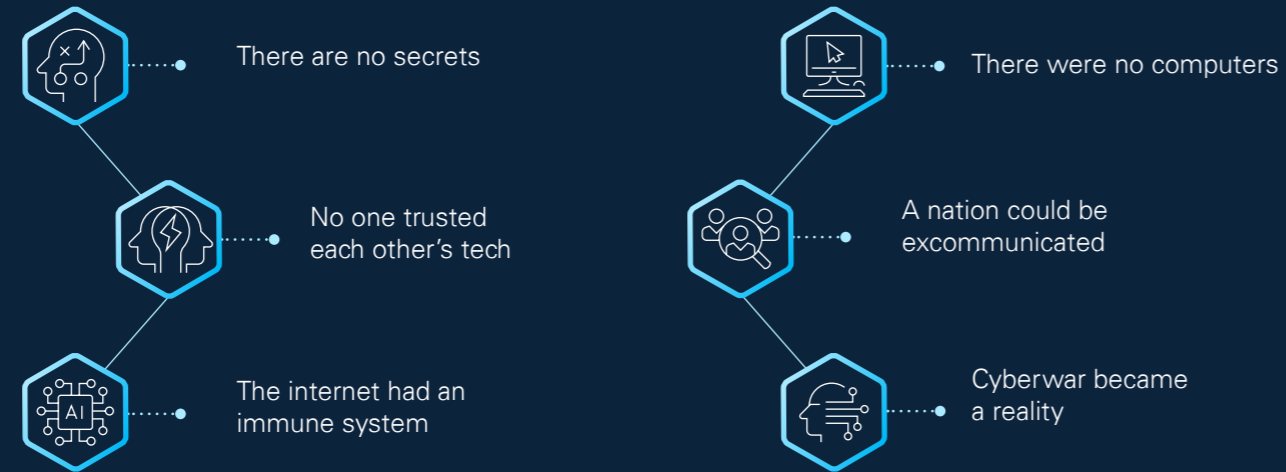 There are no secrets
No one trusted
each other's tech
AI
The internet had an
immune system
There were no computers
A nation could be
excommunicated
Cyberwar became
a reality